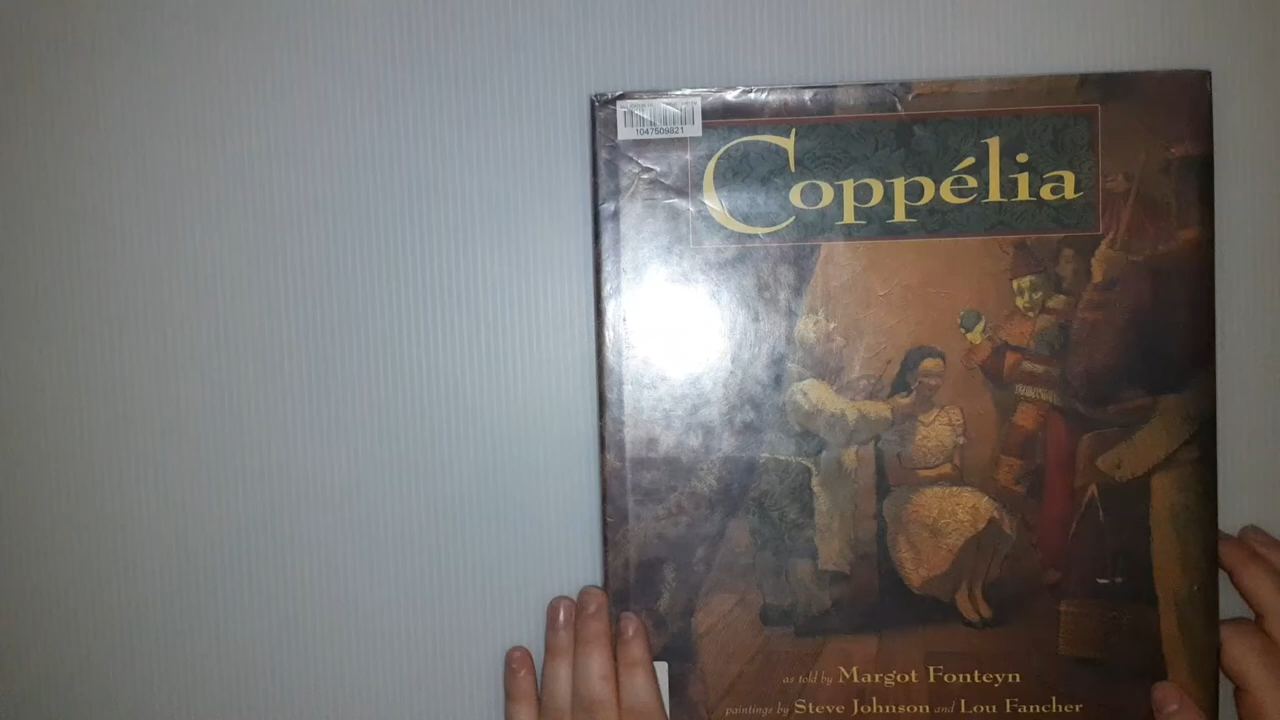 1047509821
Coppélia
as told by Margot Fonteyn
paintings by Steve Johnson and Lou Fancher